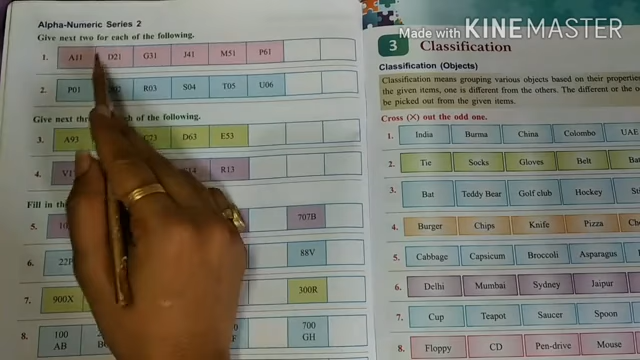 Made with KINEMASTER
Alpha-Numeric Series 2
Give next two for each of the following.
1. A11 D21 G31 J41 M51 P61
2. P01 R03 S04 T05 U06
Give next of the following.
3. A93 D63 E53
4. R13
Fill in the
5. 707B
6. 88V
7. 900X 300R
8. 100 700
AB GH
3 Classification
Classification (Objects)
Classification means grouping various objects based on their
the given items, one is different from the others. The different or the
be picked out from the given items.
Cross (X) out the odd one.
1. India Burma China Colombo UAE
2. Tie Socks Gloves Belt
3. Bat Teddy Bear Golf club Hockey
4. Burger Chips Knife Pizza
5. Cabbage Capsicum Broccoli Asparagus
6. Delhi Mumbai Sydney Jaipur
7. Cup Teapot Saucer Spoon
8. Floppy CD Pen-drive Mouse